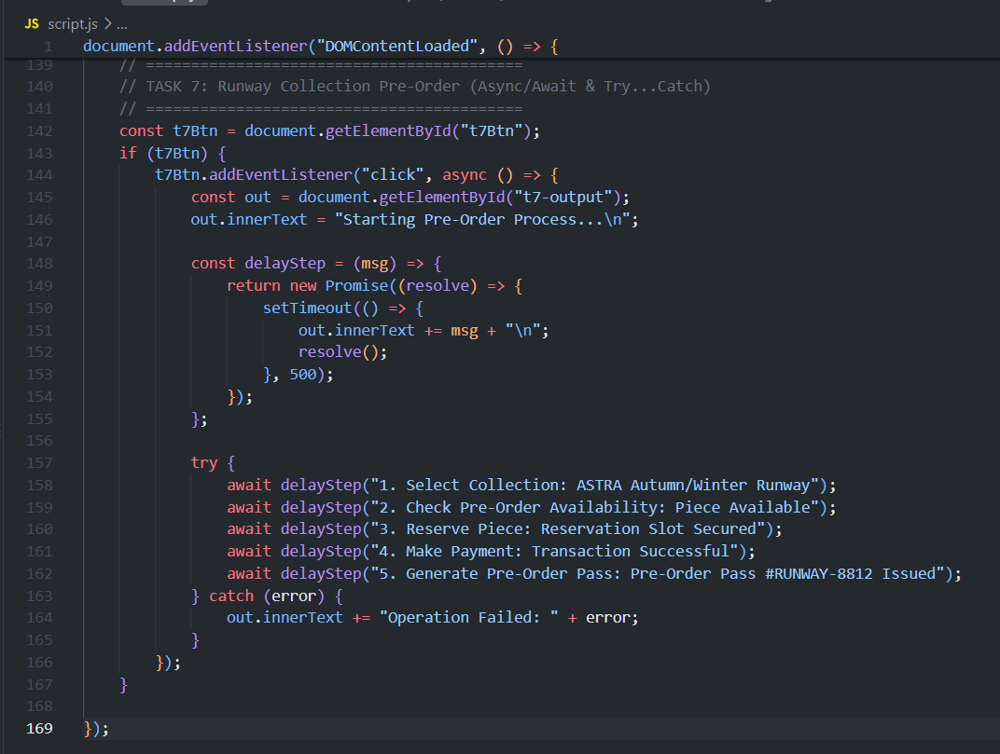 JS script.js > ...
1 document.addEventListener("DOMContentLoaded", () => {
139 // ==========================================
140 // TASK 7: Runway Collection Pre-Order (Async/Await & Try...Catch)
141 // ==========================================
142 const t7Btn = document.getElementById("t7Btn");
143 if (t7Btn) {
144 t7Btn.addEventListener("click", async () => {
145 const out = document.getElementById("t7-output");
146 out.innerText = "Starting Pre-Order Process...\n";
147
148 const delayStep = (msg) => {
149 return new Promise((resolve) => {
150 setTimeout(() => {
151 out.innerText += msg + "\n";
152 resolve();
153 }, 500);
154 });
155 };
156
157 try {
158 await delayStep("1. Select Collection: ASTRA Autumn/Winter Runway");
159 await delayStep("2. Check Pre-Order Availability: Piece Available");
160 await delayStep("3. Reserve Piece: Reservation Slot Secured");
161 await delayStep("4. Make Payment: Transaction Successful");
162 await delayStep("5. Generate Pre-Order Pass: Pre-Order Pass #RUNWAY-8812 Issued");
163 } catch (error) {
164 out.innerText += "Operation Failed: " + error;
165 }
166 });
167 }
168
169 });